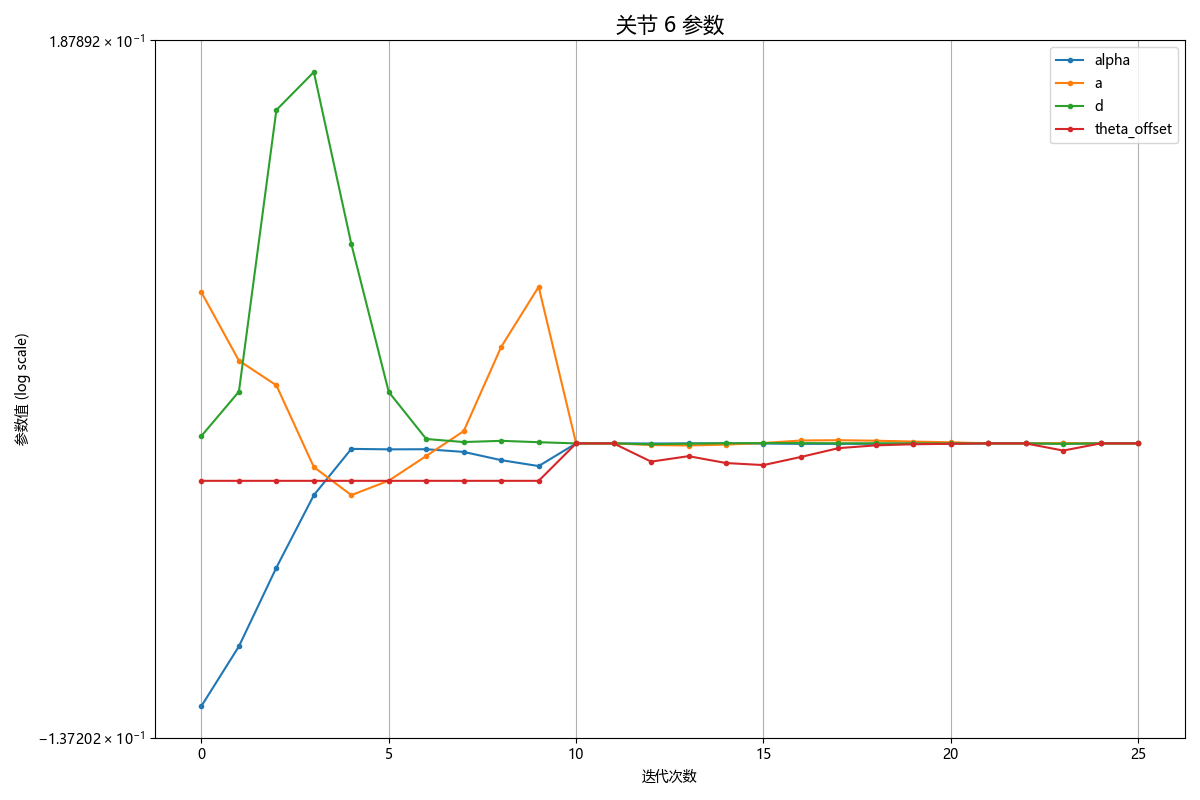 关节 6 参数
1.87892 × 10⁻¹
alpha
a
d
theta_offset
参数值 (log scale)
−1.37202 × 10⁻¹
0 5 10 15 20 25
迭代次数